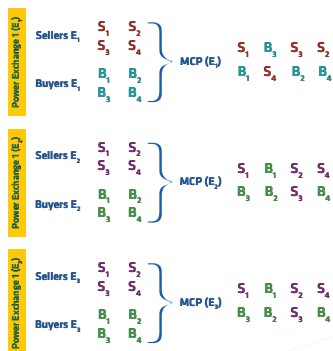 Power Exchange 1 (E₁)
Sellers E₁ S₁ S₂
S₃ S₄
Buyers E₁ B₁ B₂
B₃ B₄
MCP (E₁)
S₁ B₃ S₃ S₂
B₁ S₄ B₂ B₄
Power Exchange 1 (E₂)
Sellers E₂ S₁ S₂
S₃ S₄
Buyers E₂ B₁ B₂
B₃ B₄
MCP (E₂)
S₁ B₁ S₂ S₄
B₃ B₂ S₃ B₄
Power Exchange 1 (E₃)
Sellers E₃ S₁ S₂
S₃ S₄
Buyers E₃ B₁ B₂
B₃ B₄
MCP (E₃)
S₁ B₁ S₂ S₄
B₃ B₂ S₃ B₄